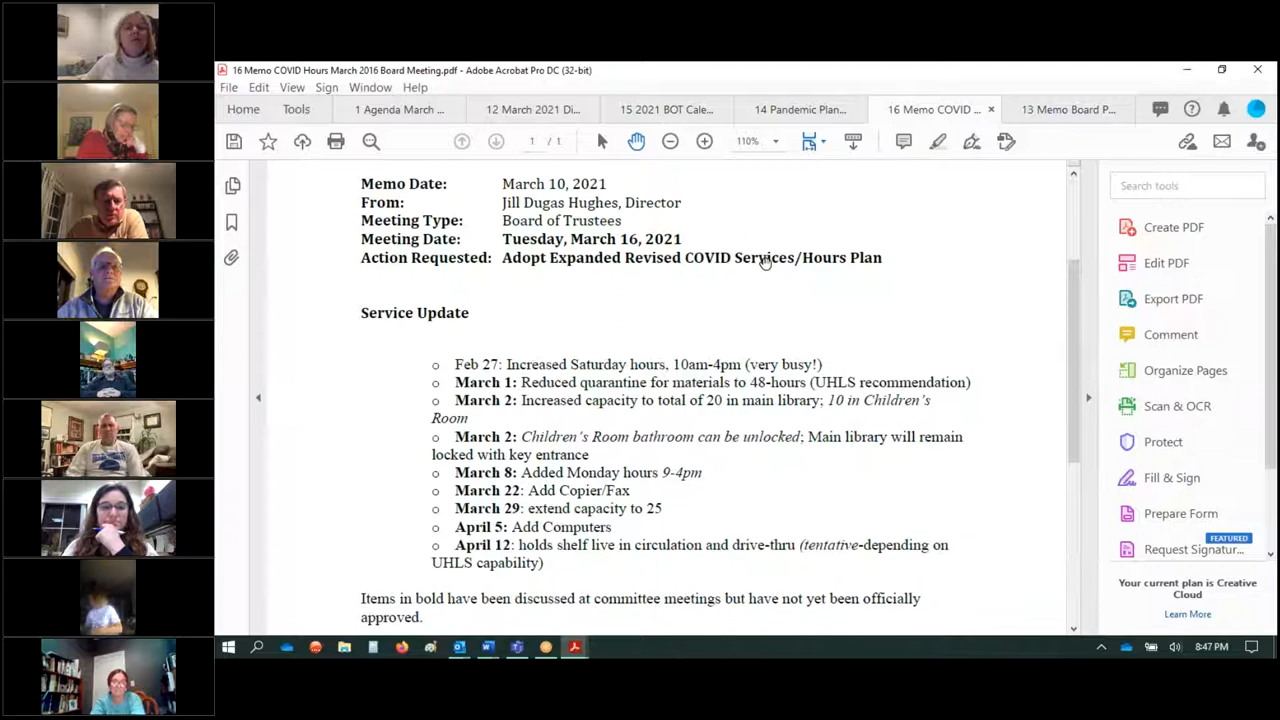 16 Memo COVID Hours March 2016 Board Meeting.pdf - Adobe Acrobat Pro DC (32-bit)
File Edit View Sign Window Help
Home Tools 1 Agenda March ... 12 March 2021 Di... 15 2021 BOT Cale... 14 Pandemic Plan... 16 Memo COVID ... × 13 Memo Board P...
1 / 1 110%
Memo Date: March 10, 2021
From: Jill Dugas Hughes, Director
Meeting Type: Board of Trustees
Meeting Date: Tuesday, March 16, 2021
Action Requested: Adopt Expanded Revised COVID Services/Hours Plan
Service Update
o Feb 27: Increased Saturday hours, 10am-4pm (very busy!)
o March 1: Reduced quarantine for materials to 48-hours (UHLS recommendation)
o March 2: Increased capacity to total of 20 in main library; 10 in Children's
Room
o March 2: Children's Room bathroom can be unlocked; Main library will remain
locked with key entrance
o March 8: Added Monday hours 9-4pm
o March 22: Add Copier/Fax
o March 29: extend capacity to 25
o April 5: Add Computers
o April 12: holds shelf live in circulation and drive-thru (tentative-depending on
UHLS capability)
Items in bold have been discussed at committee meetings but have not yet been officially
approved.
Search tools
Create PDF
Edit PDF
Export PDF
Comment
Organize Pages
Scan & OCR
Protect
Fill & Sign
Prepare Form
FEATURED
Request Signatur...
Your current plan is Creative
Cloud
Learn More
8:47 PM